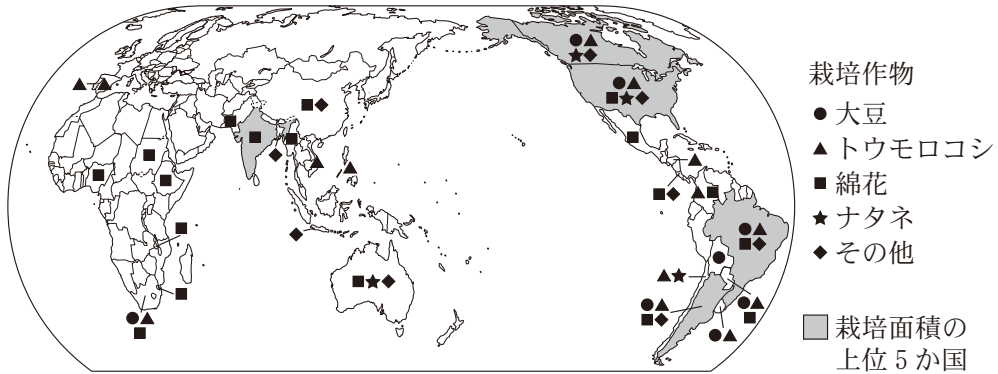 栽培作物
大豆
トウモロコシ
綿花
ナタネ
その他
栽培面積の
上位5か国